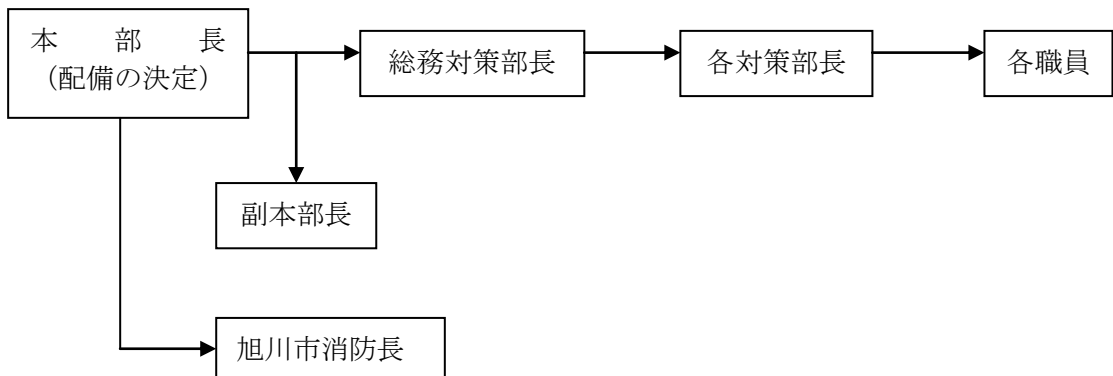 本　部　長
（配備の決定）
総務対策部長
各対策部長
各職員
副本部長
旭川市消防長